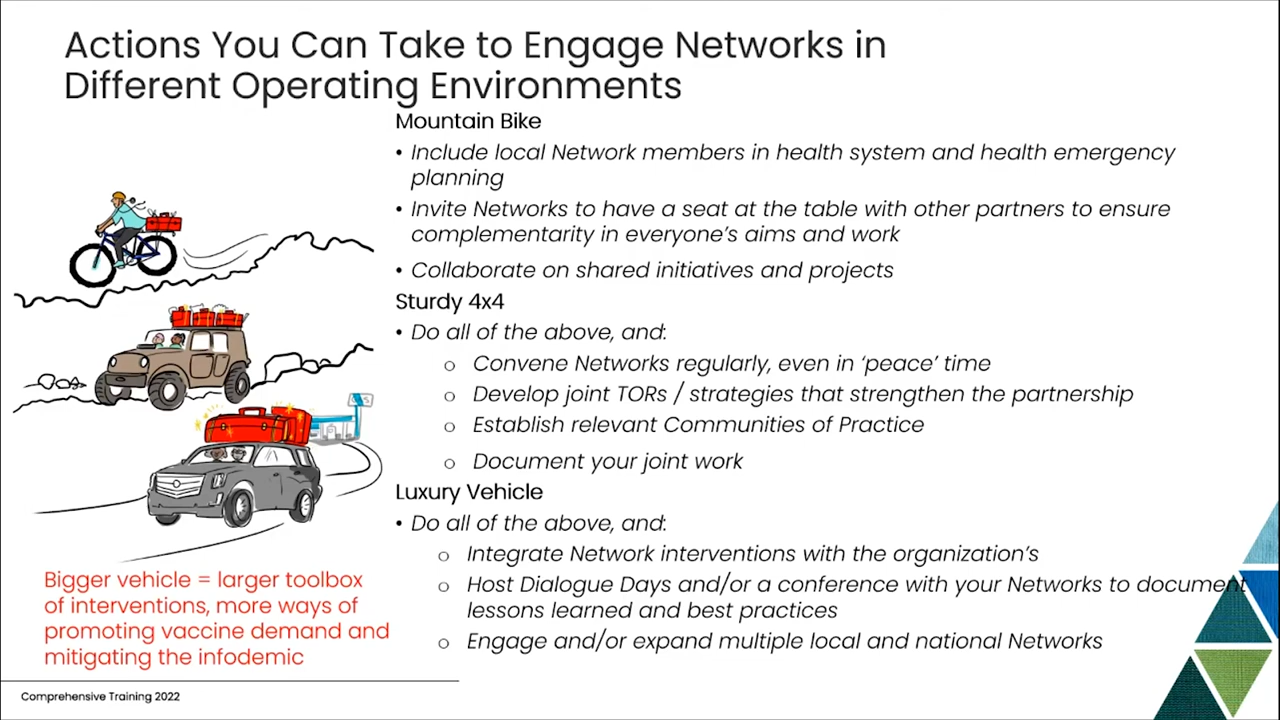 Actions You Can Take to Engage Networks in
Different Operating Environments
Mountain Bike
• Include local Network members in health system and health emergency
planning
• Invite Networks to have a seat at the table with other partners to ensure
complementarity in everyone's aims and work
• Collaborate on shared initiatives and projects
Sturdy 4x4
• Do all of the above, and:
o Convene Networks regularly, even in 'peace' time
o Develop joint TORs / strategies that strengthen the partnership
o Establish relevant Communities of Practice
o Document your joint work
Luxury Vehicle
• Do all of the above, and:
o Integrate Network interventions with the organization's
o Host Dialogue Days and/or a conference with your Networks to document
lessons learned and best practices
o Engage and/or expand multiple local and national Networks
Bigger vehicle = larger toolbox
of interventions, more ways of
promoting vaccine demand and
mitigating the infodemic
Comprehensive Training 2022